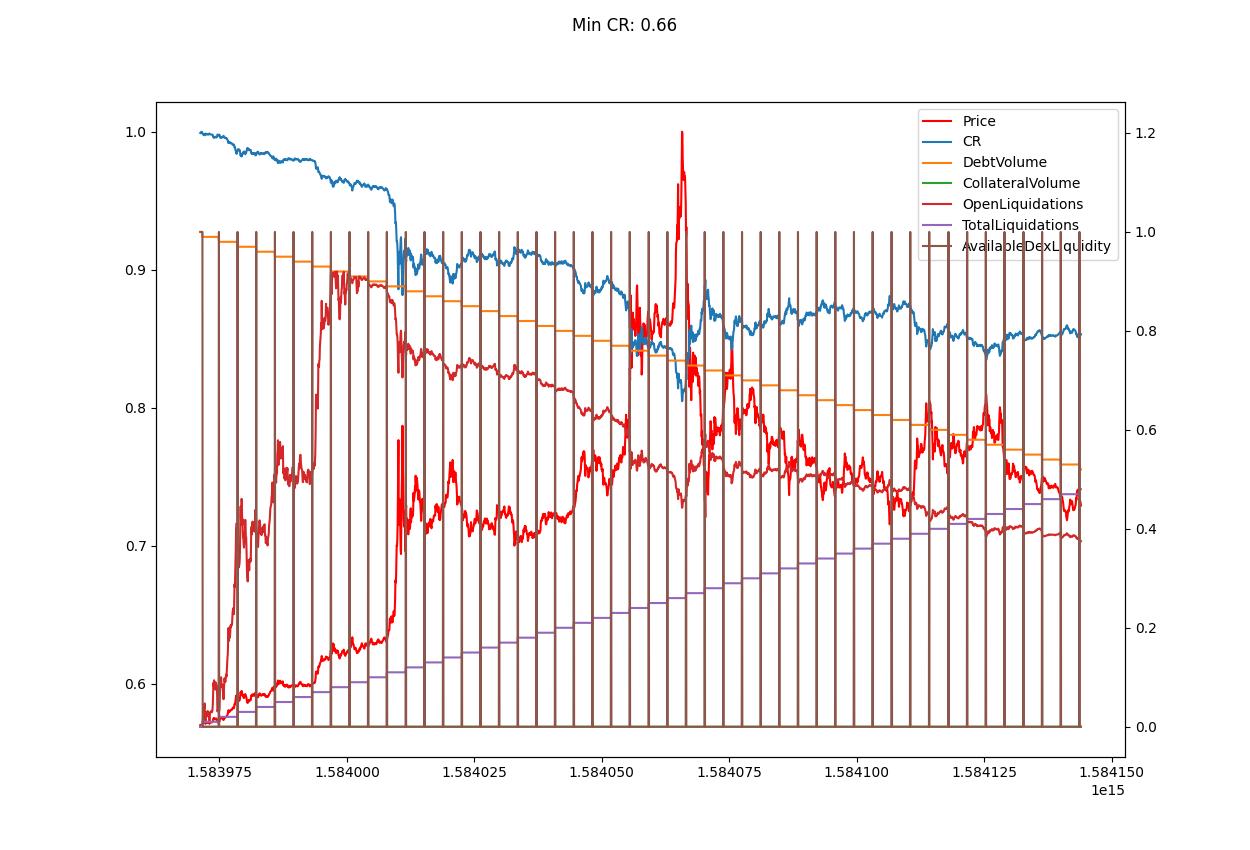 Min CR: 0.66
1.0
0.9
0.8
0.7
0.6
1.2
1.0
0.8
0.6
0.4
0.2
0.0
Price
CR
DebtVolume
CollateralVolume
OpenLiquidations
TotalLiquidations
AvailableDexLiquidity
1.583975 1.584000 1.584025 1.584050 1.584075 1.584100 1.584125 1.584150
1e15